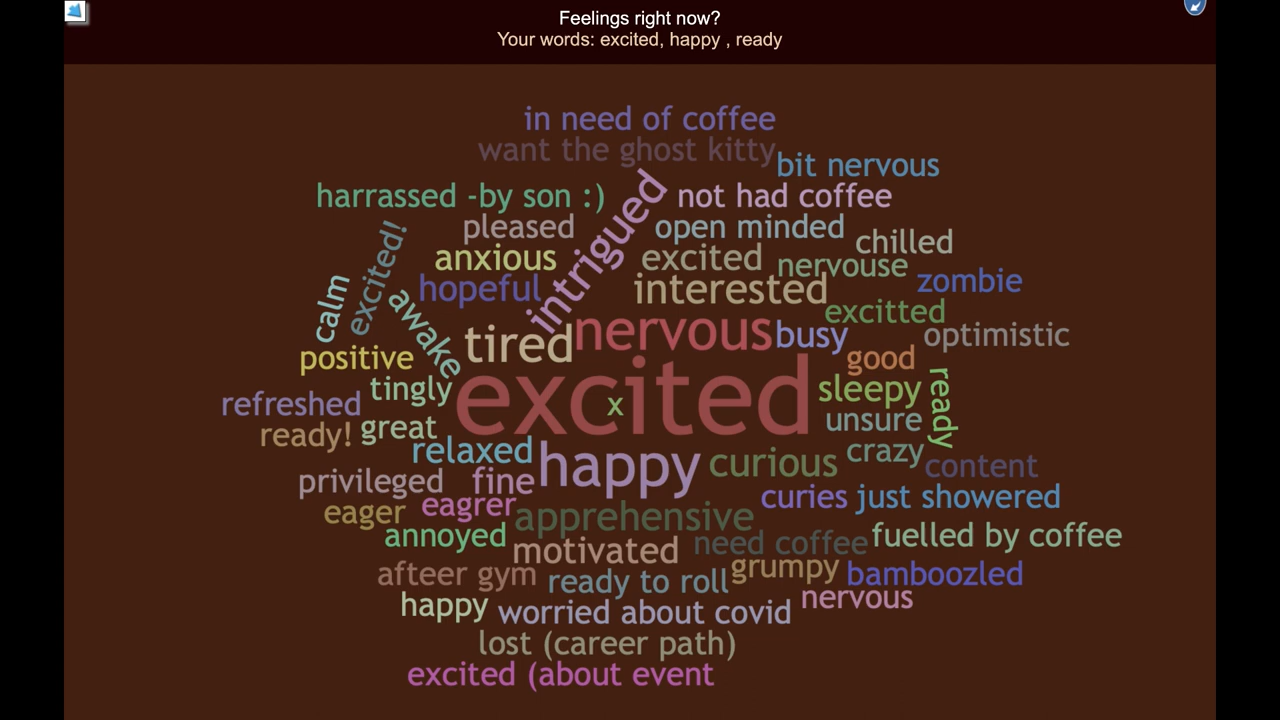 Feelings right now?
Your words: excited, happy , ready
in need of coffee
want the ghost kitty
bit nervous
harrassed -by son :)
intrigued
not had coffee
pleased
open minded
excited!
chilled
anxious
excited
nervouse
calm
hopeful
interested
zombie
awake
excitted
tired
nervous
busy
optimistic
positive
good
excited
x
tingly
sleepy
ready
refreshed
unsure
ready!
great
relaxed
happy
curious
crazy
content
privileged
fine
curies
just showered
eager
eagrer
apprehensive
annoyed
motivated
need coffee
fuelled by coffee
afteer gym
ready to roll
grumpy
bamboozled
happy
worried about covid
nervous
lost (career path)
excited (about event